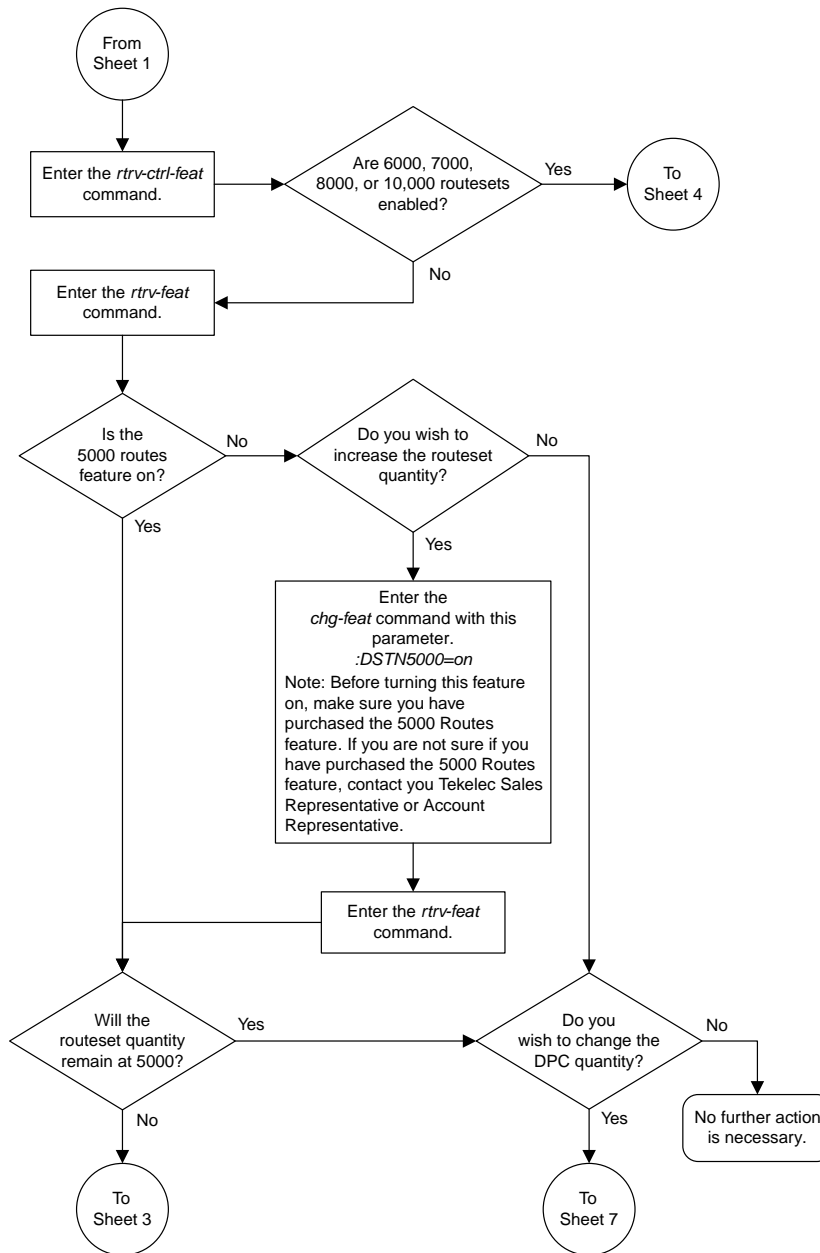 From
Sheet 1
Enter the rtrv-ctrl-feat
command.
Are 6000, 7000,
8000, or 10,000 routesets
enabled?
Yes
To
Sheet 4
No
Enter the rtrv-feat
command.
Is the
5000 routes
feature on?
No
Do you wish to
increase the routeset
quantity?
No
Yes
Yes
Enter the
chg-feat command with this
parameter.
:DSTN5000=on
Note: Before turning this feature
on, make sure you have
purchased the 5000 Routes
feature. If you are not sure if you
have purchased the 5000 Routes
feature, contact you Tekelec Sales
Representative or Account
Representative.
Enter the rtrv-feat
command.
Will the
routeset quantity
remain at 5000?
Yes
Do you
wish to change the
DPC quantity?
No
No further action
is necessary.
No
Yes
To
Sheet 3
To
Sheet 7